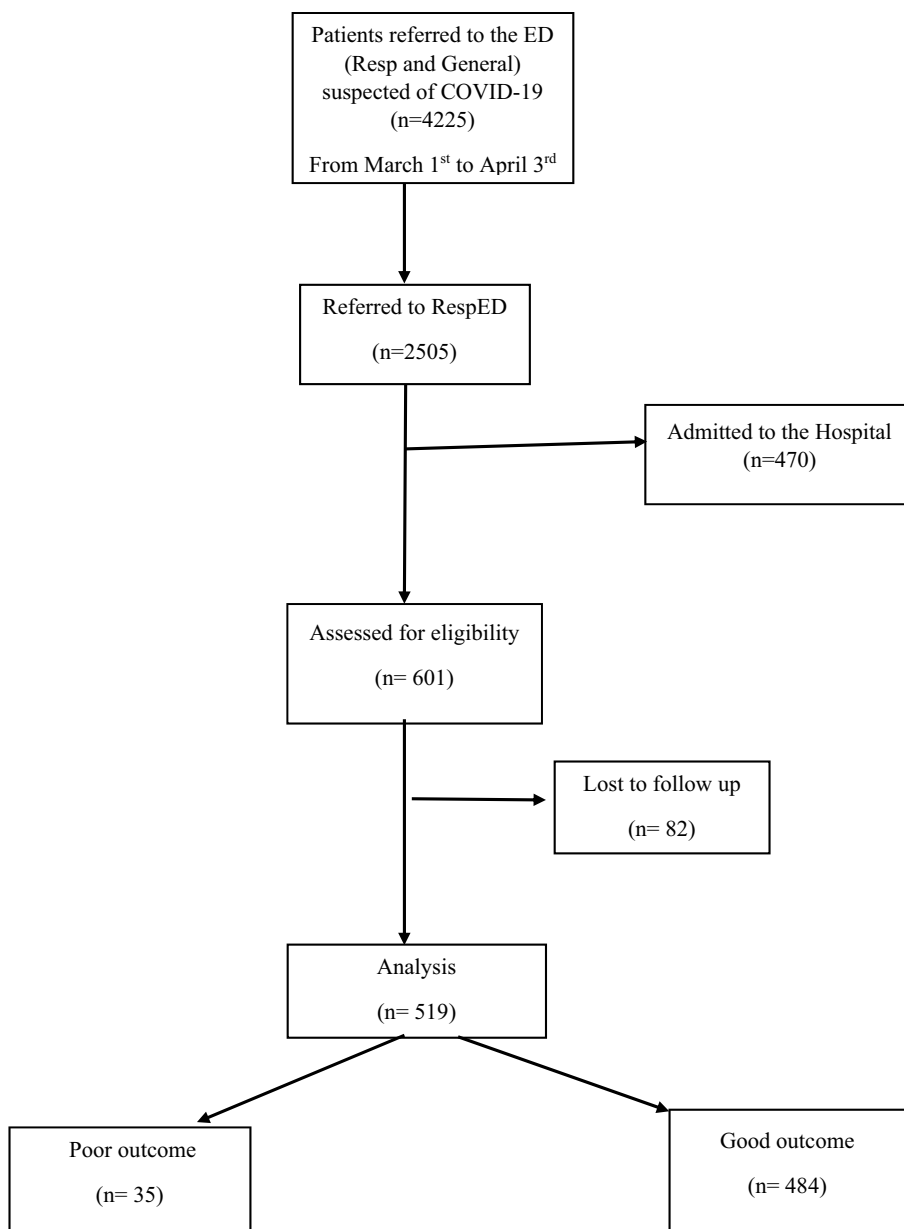 Patients referred to the ED
(Resp and General)
suspected of COVID-19
(n=4225)
From March 1st to April 3rd
Referred to RespED
(n=2505)
Admitted to the Hospital
(n=470)
Assessed for eligibility
(n= 601)
Lost to follow up
(n= 82)
Analysis
(n= 519)
Poor outcome
(n= 35)
Good outcome
(n= 484)